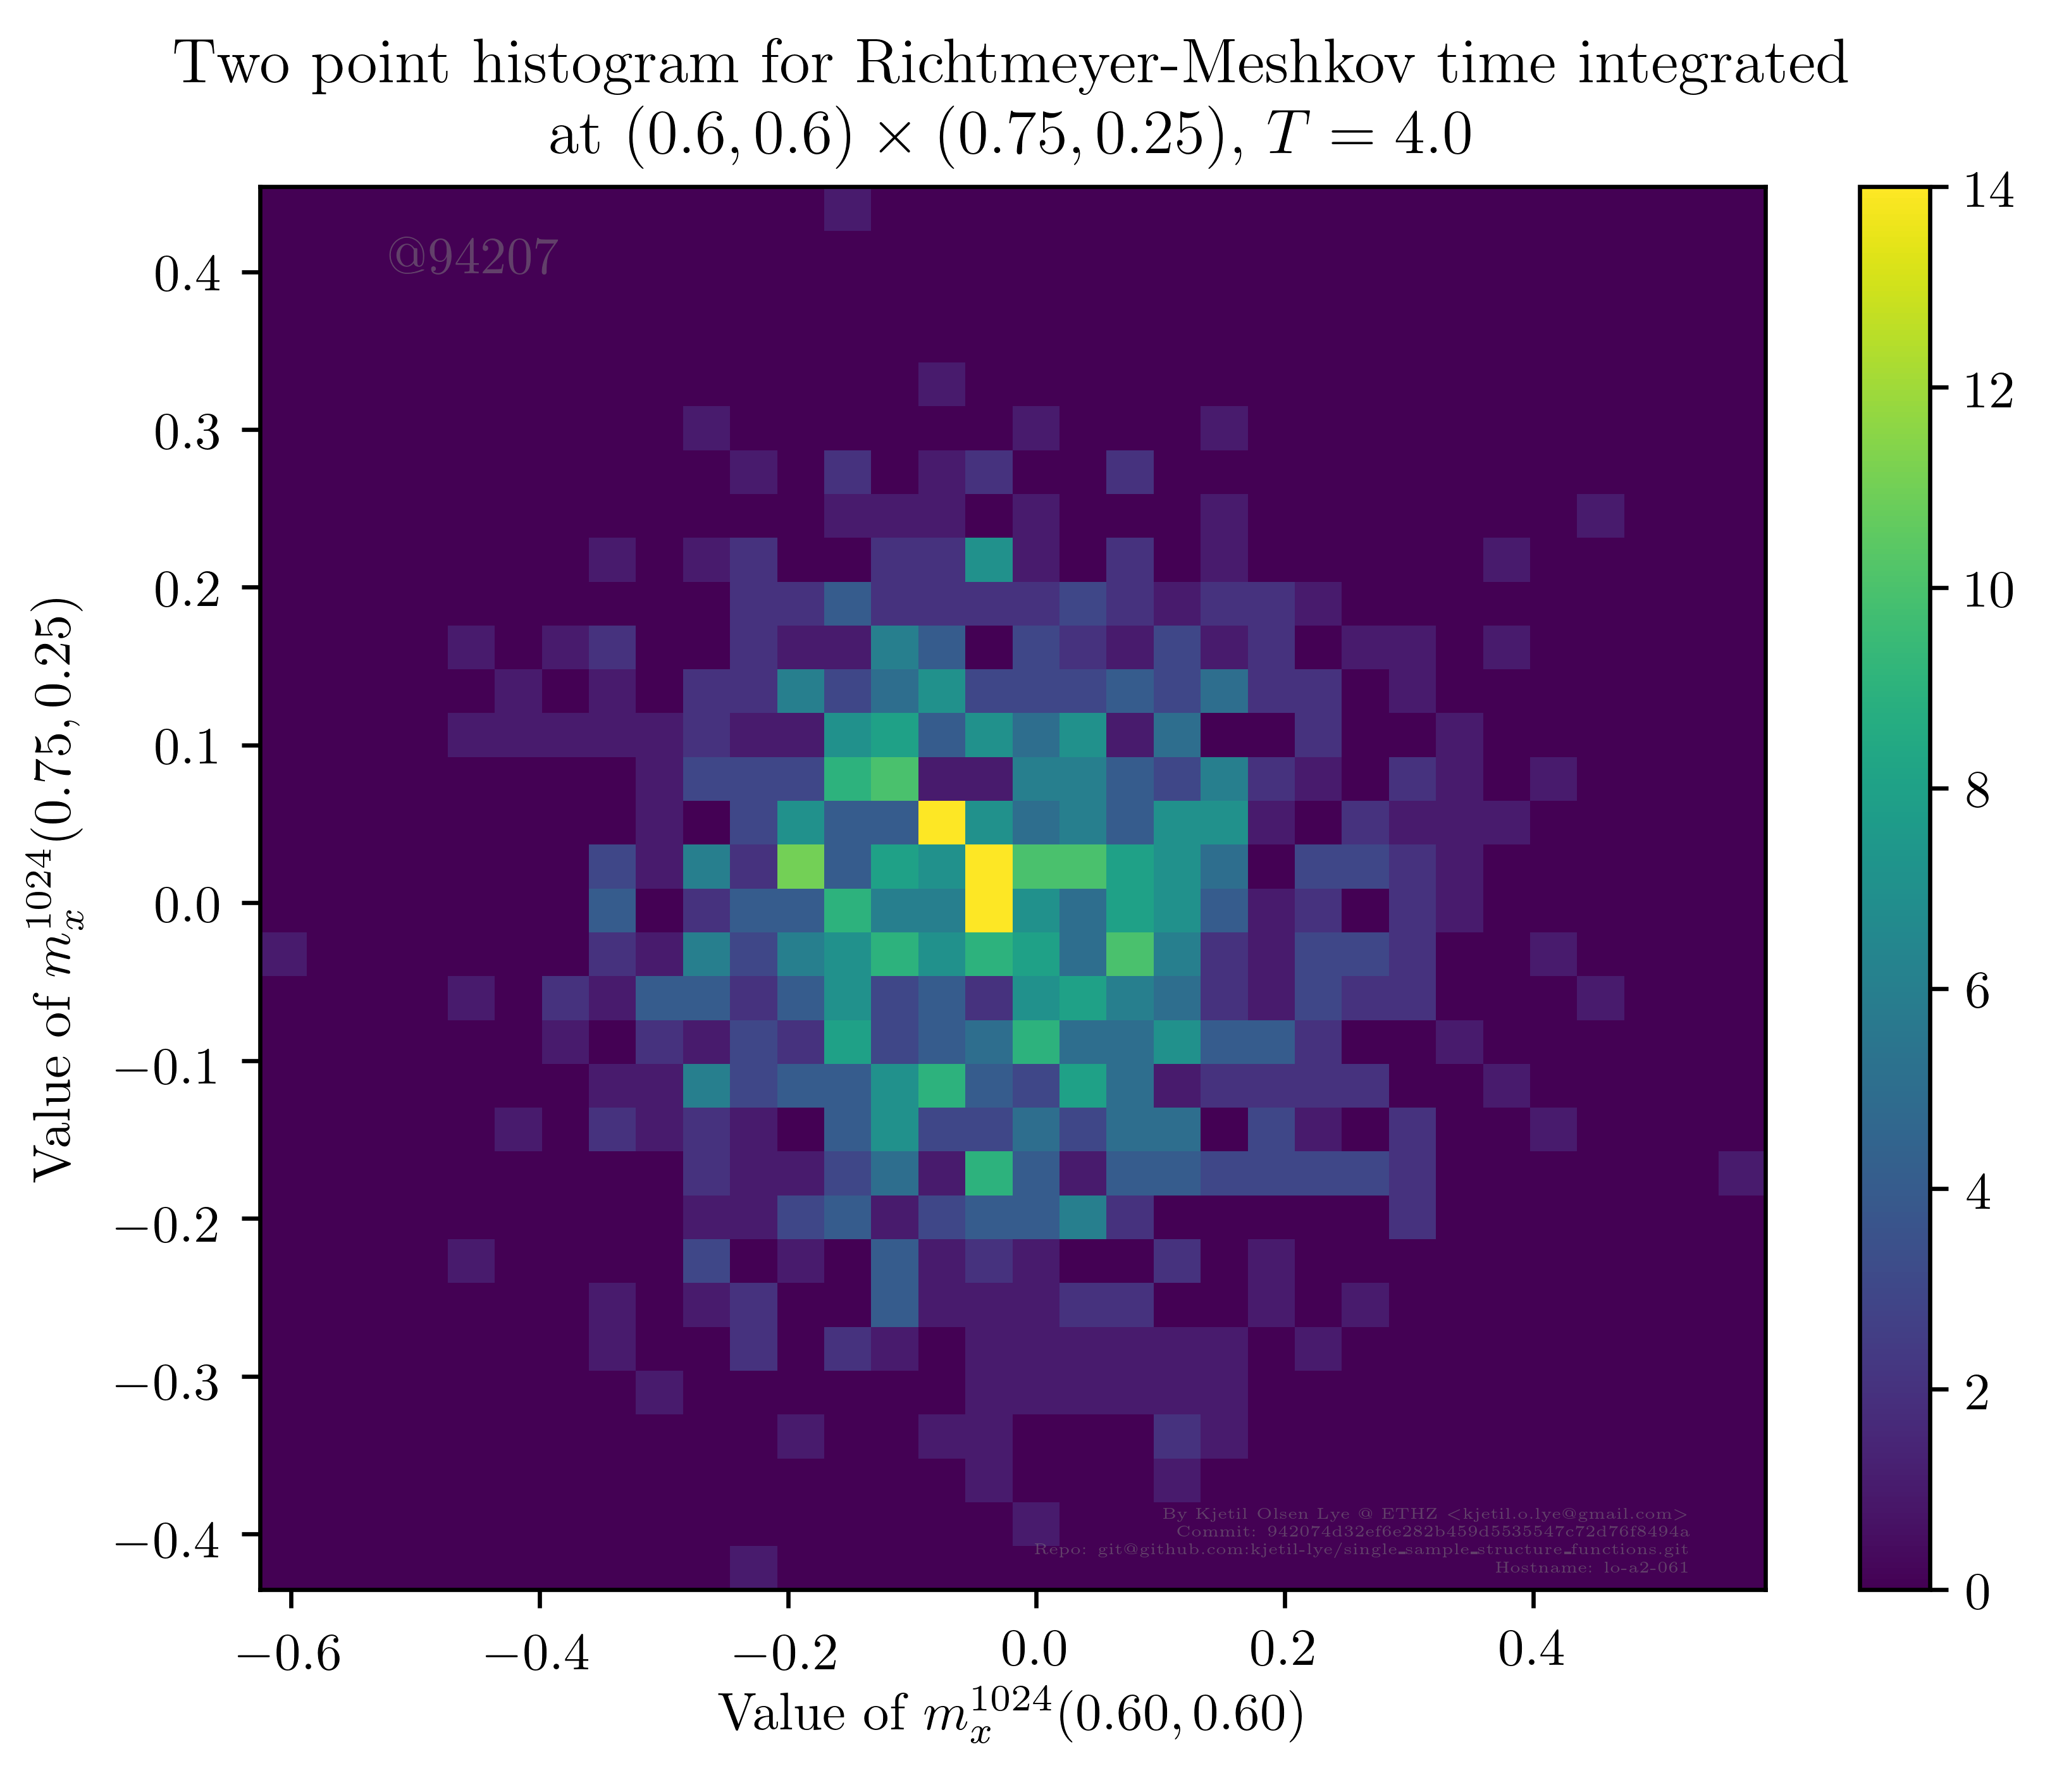 Two point histogram for Richtmeyer-Meshkov time integrated
at (0.6, 0.6) × (0.75, 0.25), T = 4.0
@94207
0.4
0.3
0.2
0.1
0.0
−0.1
−0.2
−0.3
−0.4
Value of m_x^1024(0.75, 0.25)
14
12
10
8
6
4
2
0
By Kjetil Olsen Lye @ ETHZ <kjetil.o.lye@gmail.com>
Commit: 942074d32ef6e282b459d5535547c72d76f8494a
Repo: git@github.com:kjetil-lye/single_sample_structure_functions.git
Hostname: lo-a2-061
−0.6 −0.4 −0.2 0.0 0.2 0.4
Value of m_x^1024(0.60, 0.60)